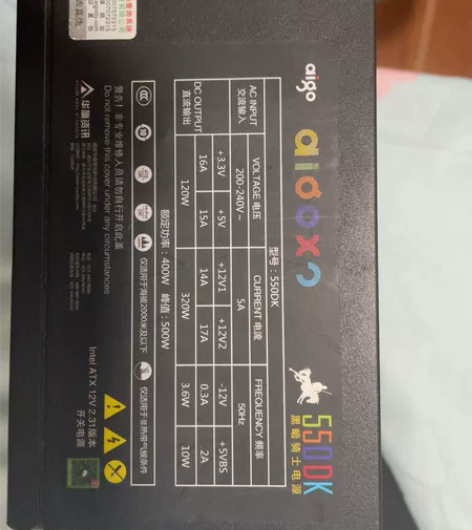 aigo
aigoxo
550DK
黑暗骑士电源
型号：550DK
AC INPUT 交流输入
VOLTAGE 电压 200-240V~
CURRENT 电流 5A
FREQUENCY 频率 50Hz
DC OUTPUT 直流输出
+3.3V +5V +12V1 +12V2 -12V +5VBS
16A 15A 14A 17A 0.3A 2A
120W 320W 3.6W 10W
额定功率：400W 峰值：500W
仅适用于海拔2000米及以下
仅适用于非热带气候条件
警告！非专业维修人员请勿自行开启此盖
Do not remove this cover under any circumstances
Intel ATX 12V 2.31版本
开关电源